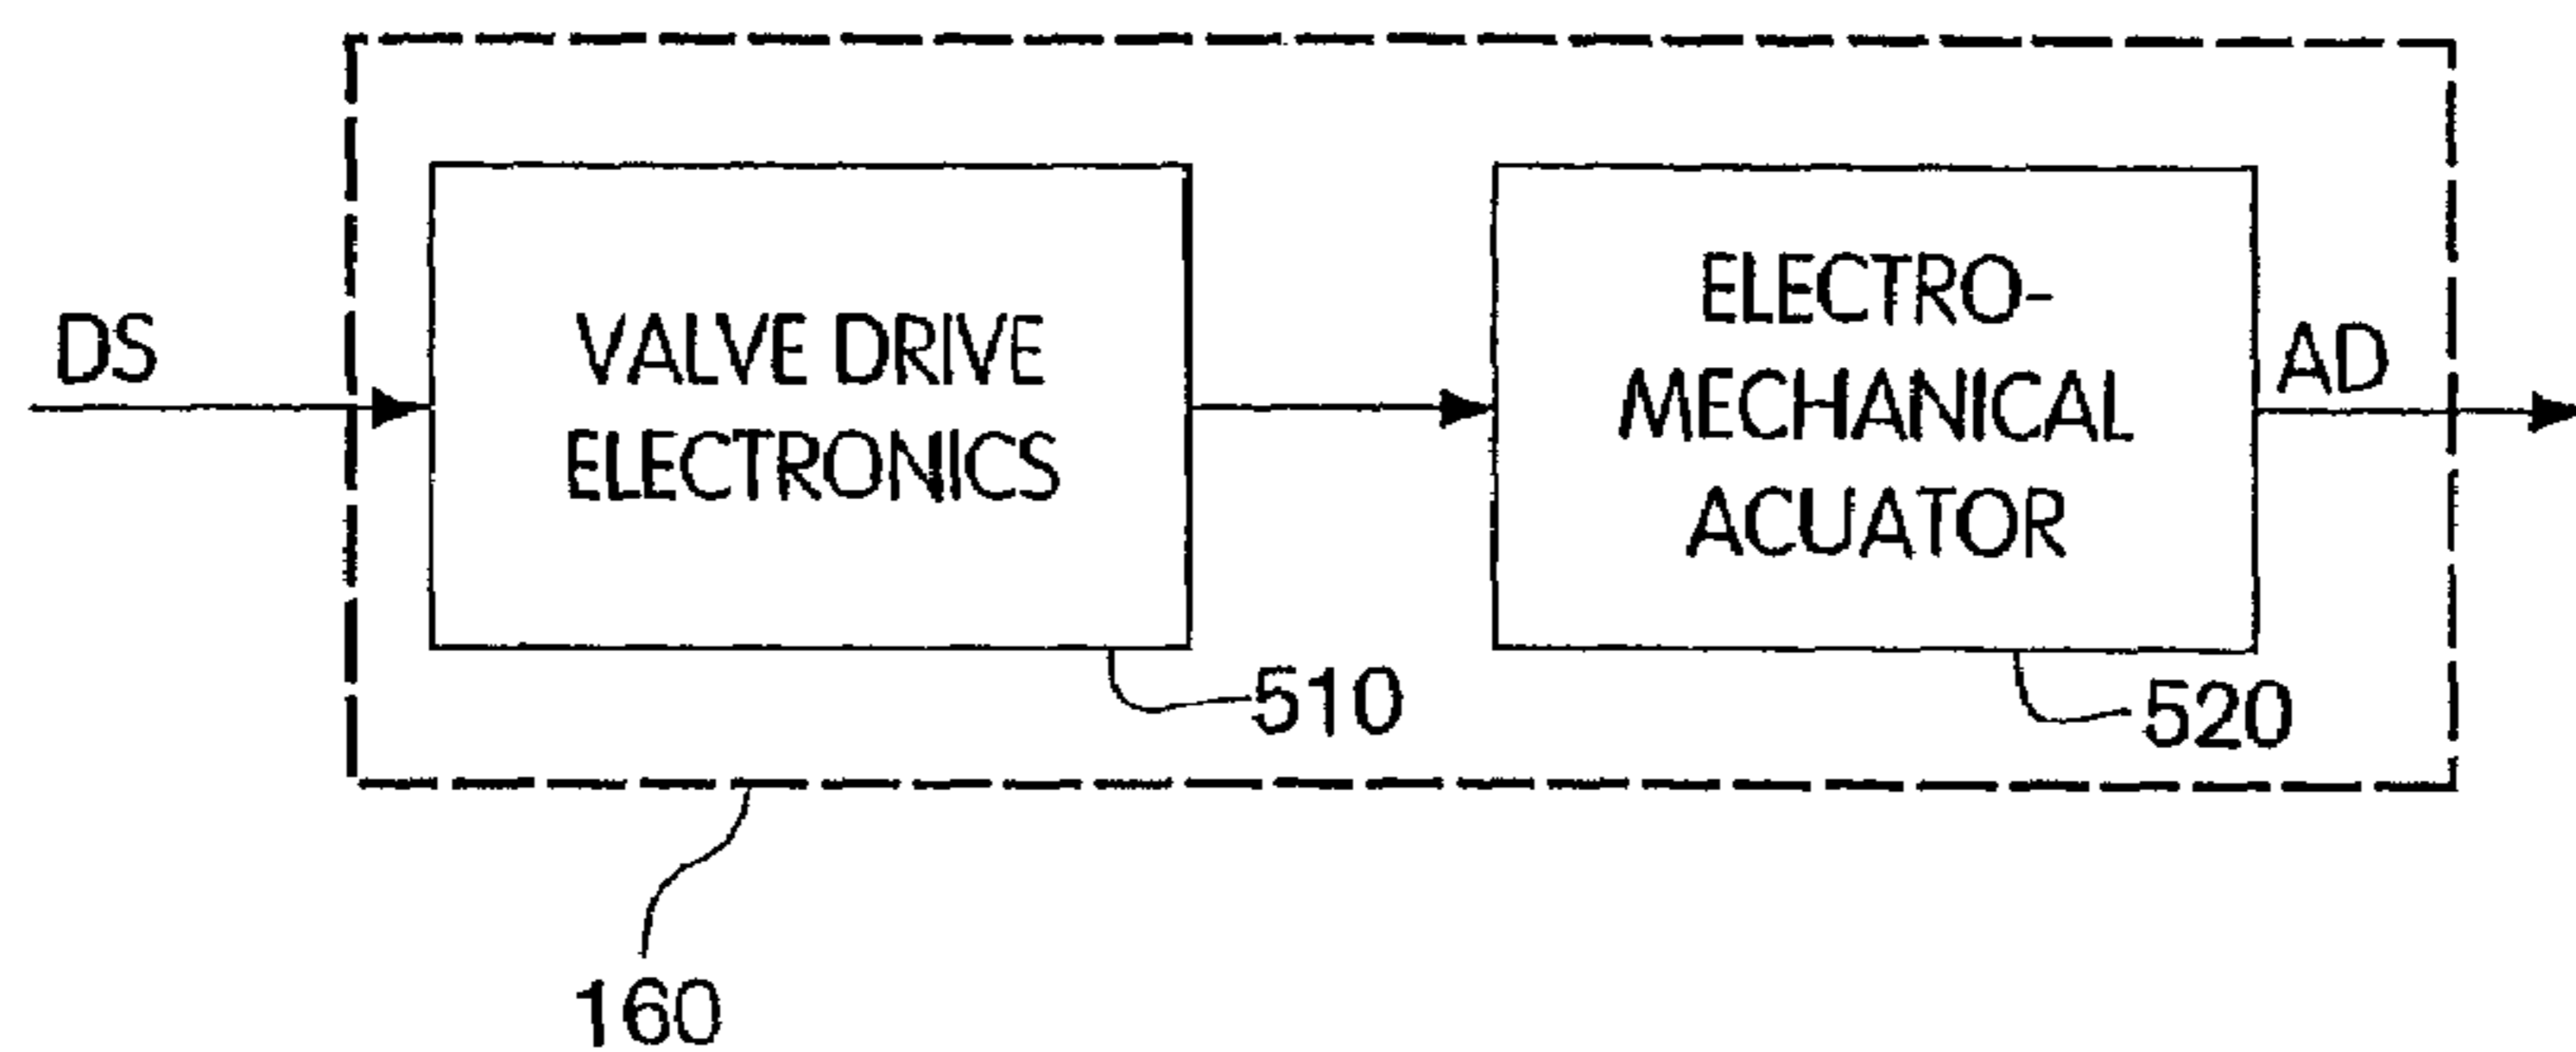 DS
VALVE DRIVE
ELECTRONICS
510
ELECTRO-
MECHANICAL
ACUATOR
520
AD
160